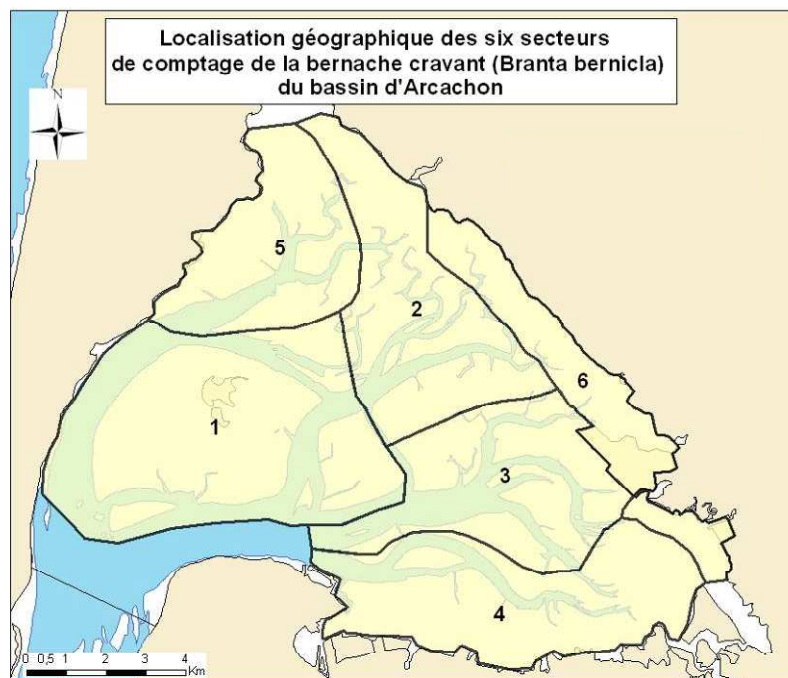 Localisation géographique des six secteurs
de comptage de la bernache cravant (Branta bernicla)
du bassin d'Arcachon
N
5
2
6
1
3
4
0 0,5 1 2 3 4
Km